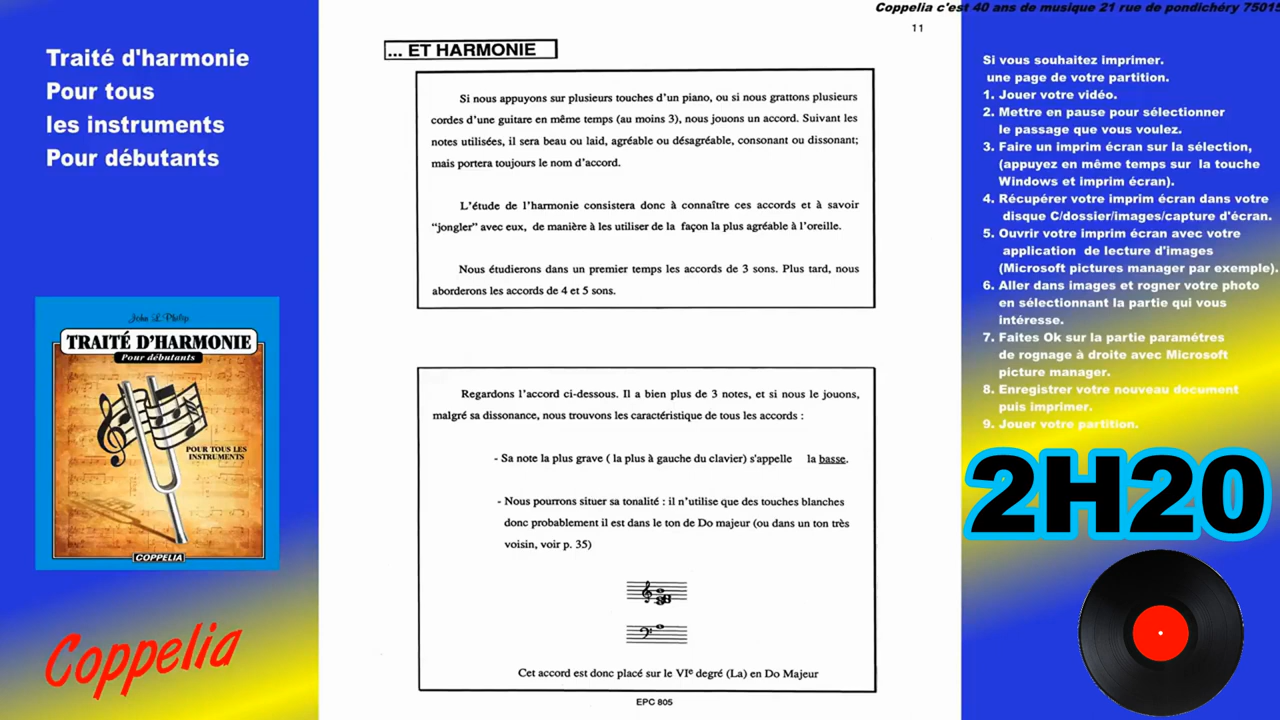 Coppelia c'est 40 ans de musique 21 rue de pondichéry 75015
Traité d'harmonie
Pour tous
les instruments
Pour débutants
John L. Philip
TRAITÉ D'HARMONIE
Pour débutants
POUR TOUS LES
INSTRUMENTS
COPPELIA
Coppelia
11
... ET HARMONIE
Si nous appuyons sur plusieurs touches d'un piano, ou si nous grattons plusieurs
cordes d'une guitare en même temps (au moins 3), nous jouons un accord. Suivant les
notes utilisées, il sera beau ou laid, agréable ou désagréable, consonant ou dissonant;
mais portera toujours le nom d'accord.
L'étude de l'harmonie consistera donc à connaître ces accords et à savoir
“jongler” avec eux, de manière à les utiliser de la façon la plus agréable à l'oreille.
Nous étudierons dans un premier temps les accords de 3 sons. Plus tard, nous
aborderons les accords de 4 et 5 sons.
Regardons l'accord ci-dessous. Il a bien plus de 3 notes, et si nous le jouons,
malgré sa dissonance, nous trouvons les caractéristique de tous les accords :
- Sa note la plus grave ( la plus à gauche du clavier) s'appelle la basse.
- Nous pourrons situer sa tonalité : il n'utilise que des touches blanches
donc probablement il est dans le ton de Do majeur (ou dans un ton très
voisin, voir p. 35)
Cet accord est donc placé sur le VIe degré (La) en Do Majeur
EPC 805
Si vous souhaitez imprimer.
une page de votre partition.
1. Jouer votre vidéo.
2. Mettre en pause pour sélectionner
le passage que vous voulez.
3. Faire un imprim écran sur la sélection,
(appuyez en même temps sur la touche
Windows et imprim écran).
4. Récupérer votre imprim écran dans votre
disque C/dossier/images/capture d'écran.
5. Ouvrir votre imprim écran avec votre
application de lecture d'images
(Microsoft pictures manager par exemple).
6. Aller dans images et rogner votre photo
en sélectionnant la partie qui vous
intéresse.
7. Faites Ok sur la partie paramétres
de rognage à droite avec Microsoft
picture manager.
8. Enregistrer votre nouveau document
puis imprimer.
9. Jouer votre partition.
2H20